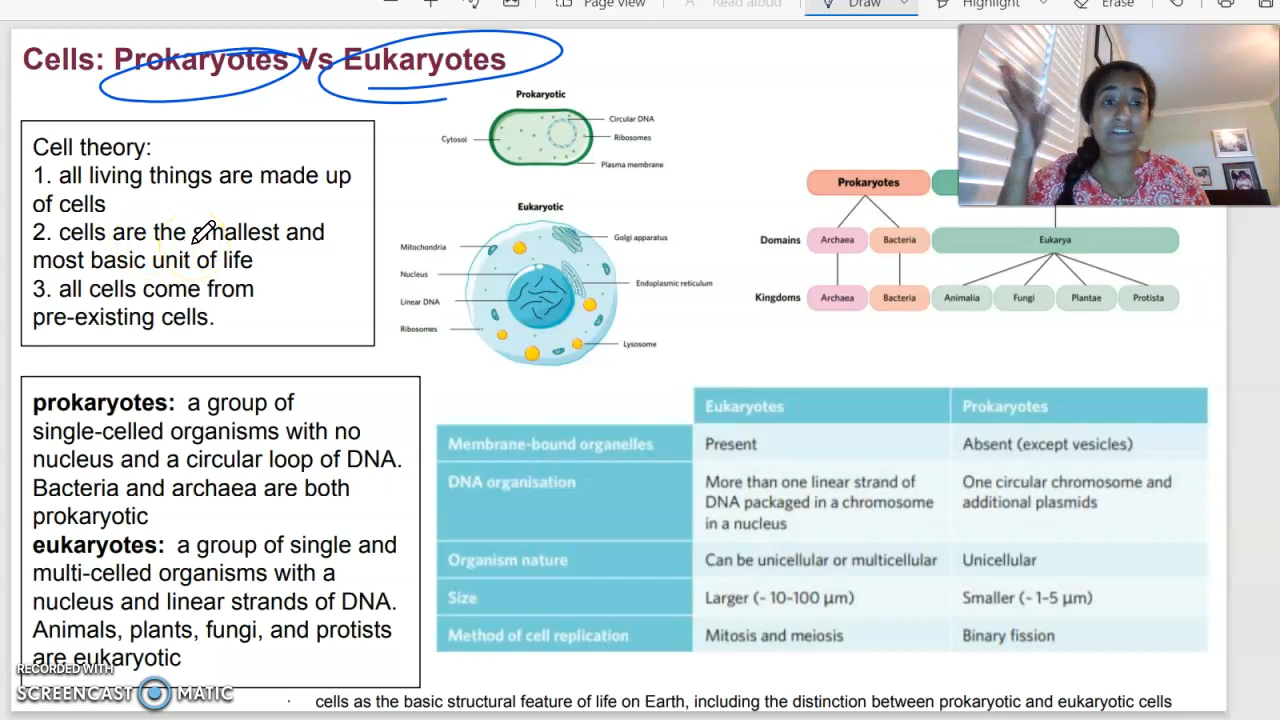 Page view
Read aloud
Draw
Highlight
Erase
Cells: Prokaryotes Vs Eukaryotes
Cell theory:
1. all living things are made up
of cells
2. cells are the smallest and
most basic unit of life
3. all cells come from
pre-existing cells.
prokaryotes: a group of
single-celled organisms with no
nucleus and a circular loop of DNA.
Bacteria and archaea are both
prokaryotic
eukaryotes: a group of single and
multi-celled organisms with a
nucleus and linear strands of DNA.
Animals, plants, fungi, and protists
are eukaryotic
Prokaryotic
Cytosol
Circular DNA
Ribosomes
Plasma membrane
Eukaryotic
Mitochondria
Nucleus
Linear DNA
Ribosomes
Golgi apparatus
Endoplasmic reticulum
Lysosome
Prokaryotes
Domains Archaea Bacteria Eukarya
Kingdoms Archaea Bacteria Animalia Fungi Plantae Protista
Eukaryotes Prokaryotes
Membrane-bound organelles Present Absent (except vesicles)
DNA organisation More than one linear strand of One circular chromosome and
DNA packaged in a chromosome additional plasmids
in a nucleus
Organism nature Can be unicellular or multicellular Unicellular
Size Larger (~ 10–100 μm) Smaller (~ 1–5 μm)
Method of cell replication Mitosis and meiosis Binary fission
RECORDED WITH
SCREENCAST MATIC
· cells as the basic structural feature of life on Earth, including the distinction between prokaryotic and eukaryotic cells